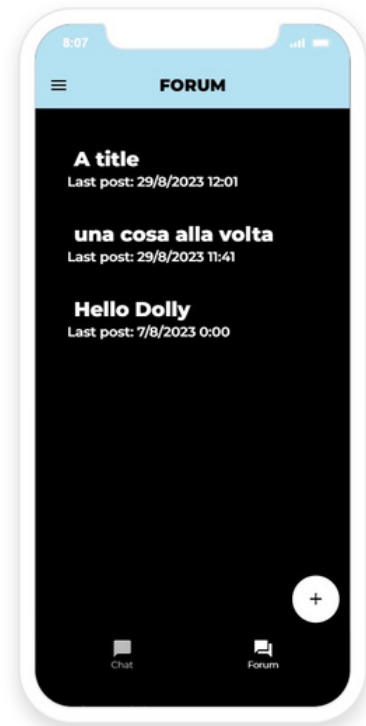 8:07
FORUM
A title
Last post: 29/8/2023 12:01
una cosa alla volta
Last post: 29/8/2023 11:41
Hello Dolly
Last post: 7/8/2023 0:00
+
Chat
Forum